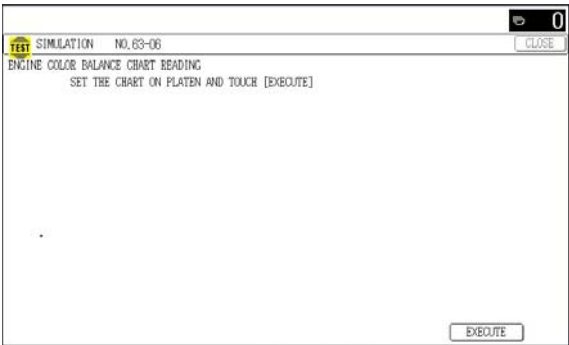 0
TEST SIMULATION NO.63-06 CLOSE
ENGINE COLOR BALANCE CHART READING
SET THE CHART ON PLATEN AND TOUCH [EXECUTE]
EXECUTE